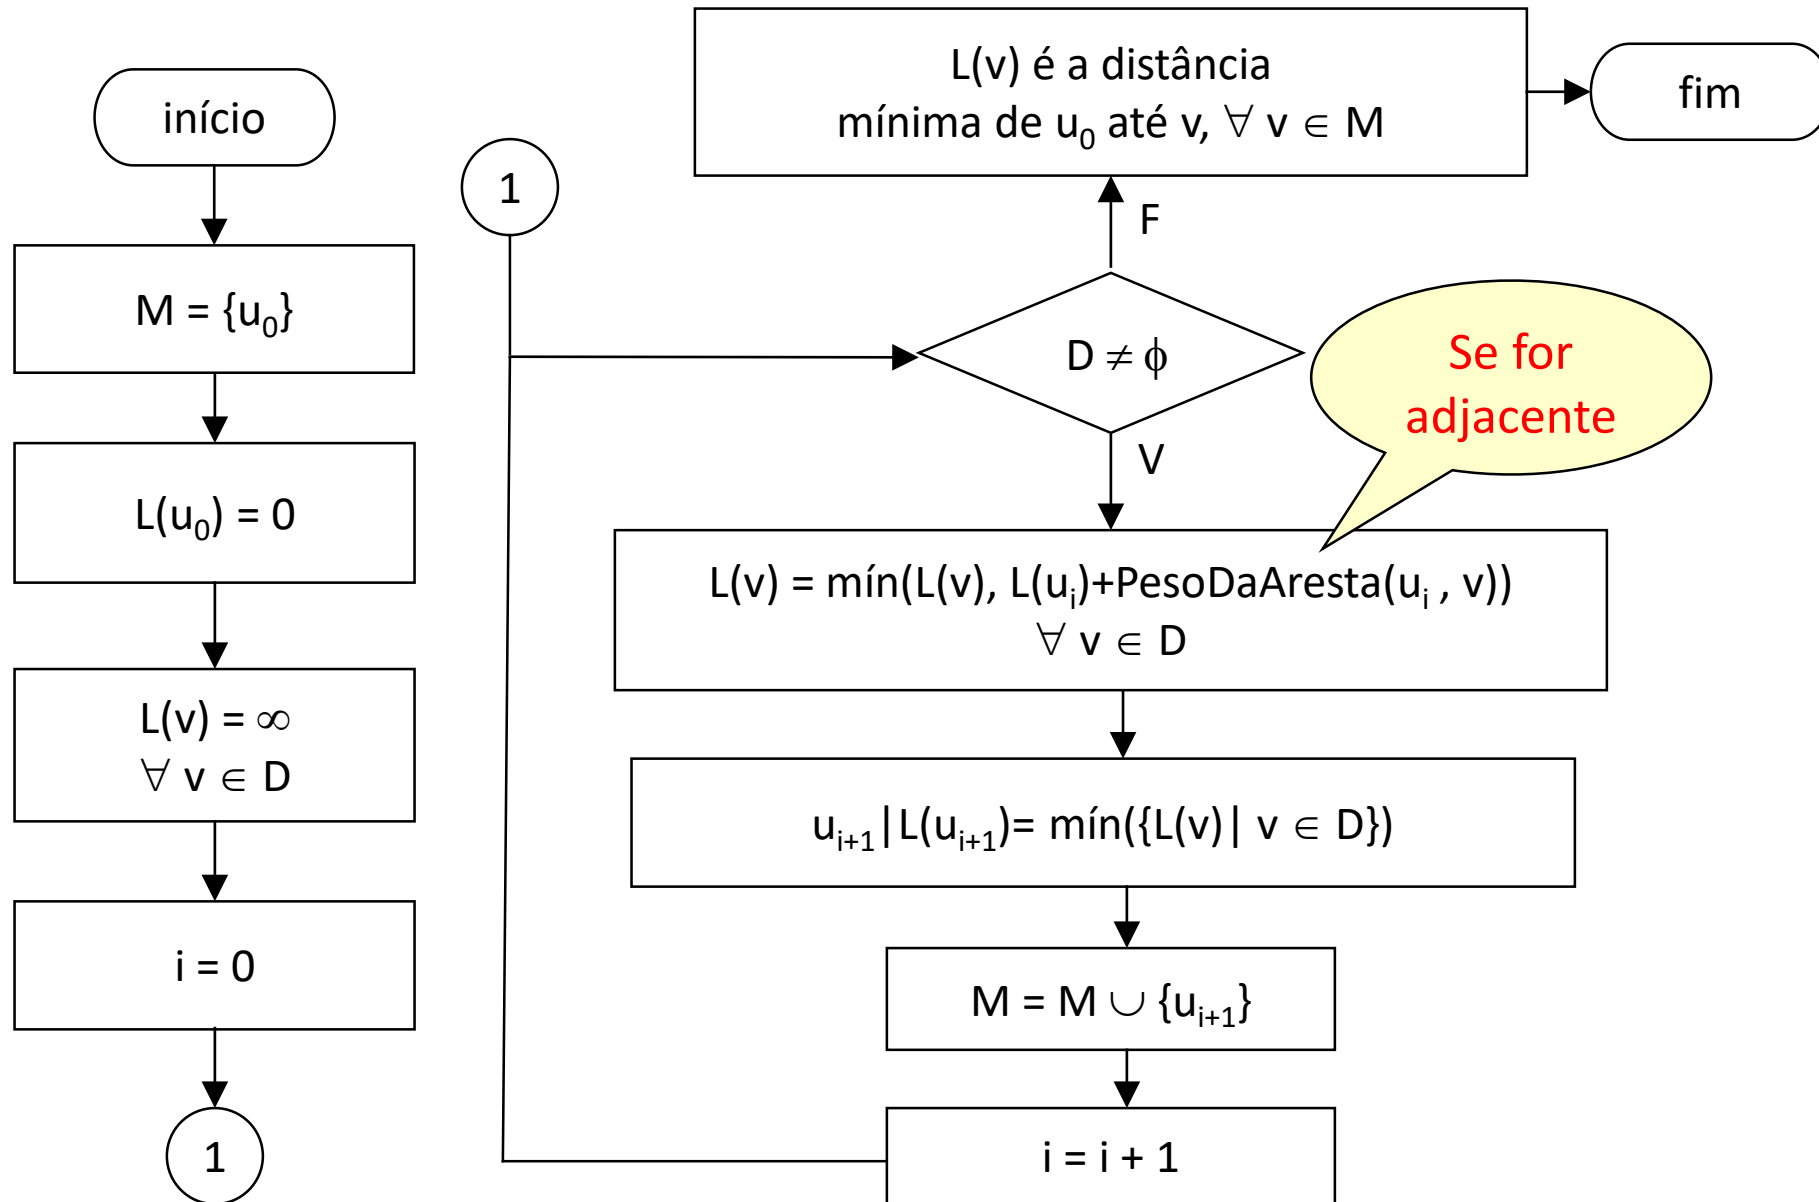 início
M = {u₀}
L(u₀) = 0
L(v) = ∞
∀ v ∈ D
i = 0
1
1
L(v) é a distância
mínima de u₀ até v, ∀ v ∈ M
fim
F
D ≠ ϕ
V
Se for
adjacente
L(v) = mín(L(v), L(uᵢ)+PesoDaAresta(uᵢ , v))
∀ v ∈ D
uᵢ₊₁|L(uᵢ₊₁)= mín({L(v)| v ∈ D})
M = M ∪ {uᵢ₊₁}
i = i + 1